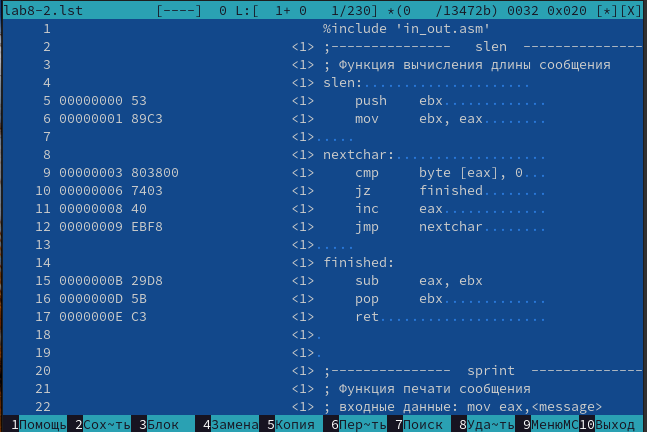 lab8-2.lst [----] 0 L:[ 1+ 0 1/230] *(0 /13472b) 0032 0x020 [*][X]
1 %include 'in_out.asm'
2 <1> ;--------------- slen ---------------
3 <1> ; Функция вычисления длины сообщения
4 <1> slen:.....................
5 00000000 53 <1> push ebx.............
6 00000001 89C3 <1> mov ebx, eax........
7 <1>.....
8 <1> nextchar:...................
9 00000003 803800 <1> cmp byte [eax], 0...
10 00000006 7403 <1> jz finished........
11 00000008 40 <1> inc eax.............
12 00000009 EBF8 <1> jmp nextchar........
13 <1>.....
14 <1> finished:
15 0000000B 29D8 <1> sub eax, ebx
16 0000000D 5B <1> pop ebx.............
17 0000000E C3 <1> ret.....................
18 <1>.
19 <1>.
20 <1> ;--------------- sprint --------------
21 <1> ; Функция печати сообщения
22 <1> ; входные данные: mov eax,<message>
1Помощь 2Сох~ть 3Блок 4Замена 5Копия 6Пер~ть 7Поиск 8Уда~ть 9МенюMC 10Выход